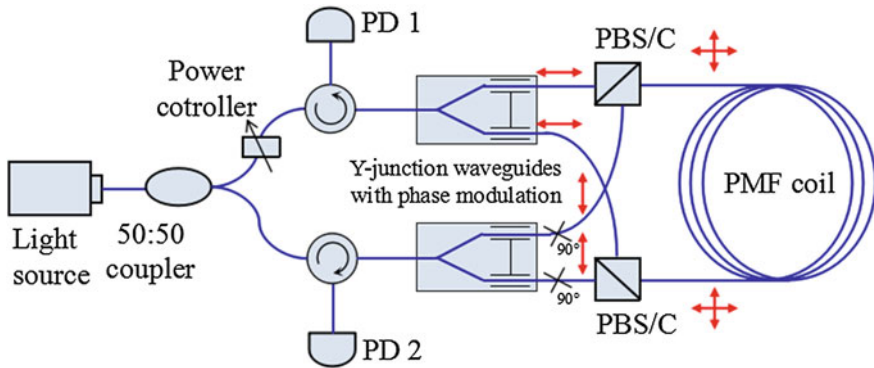 PD 1
PBS/C
Power
cotroller
Y-junction waveguides
with phase modulation
PMF coil
Light
source
50:50
coupler
90°
90°
PBS/C
PD 2